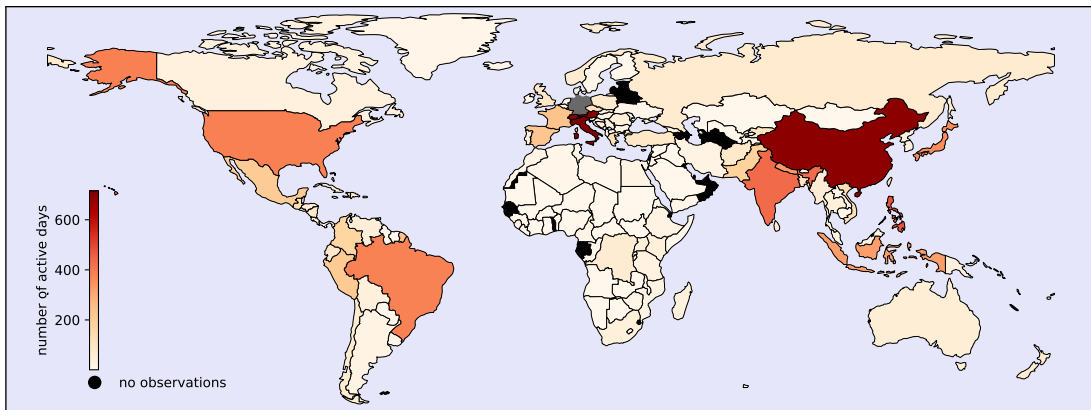 600
400
200
number of active days
no observations